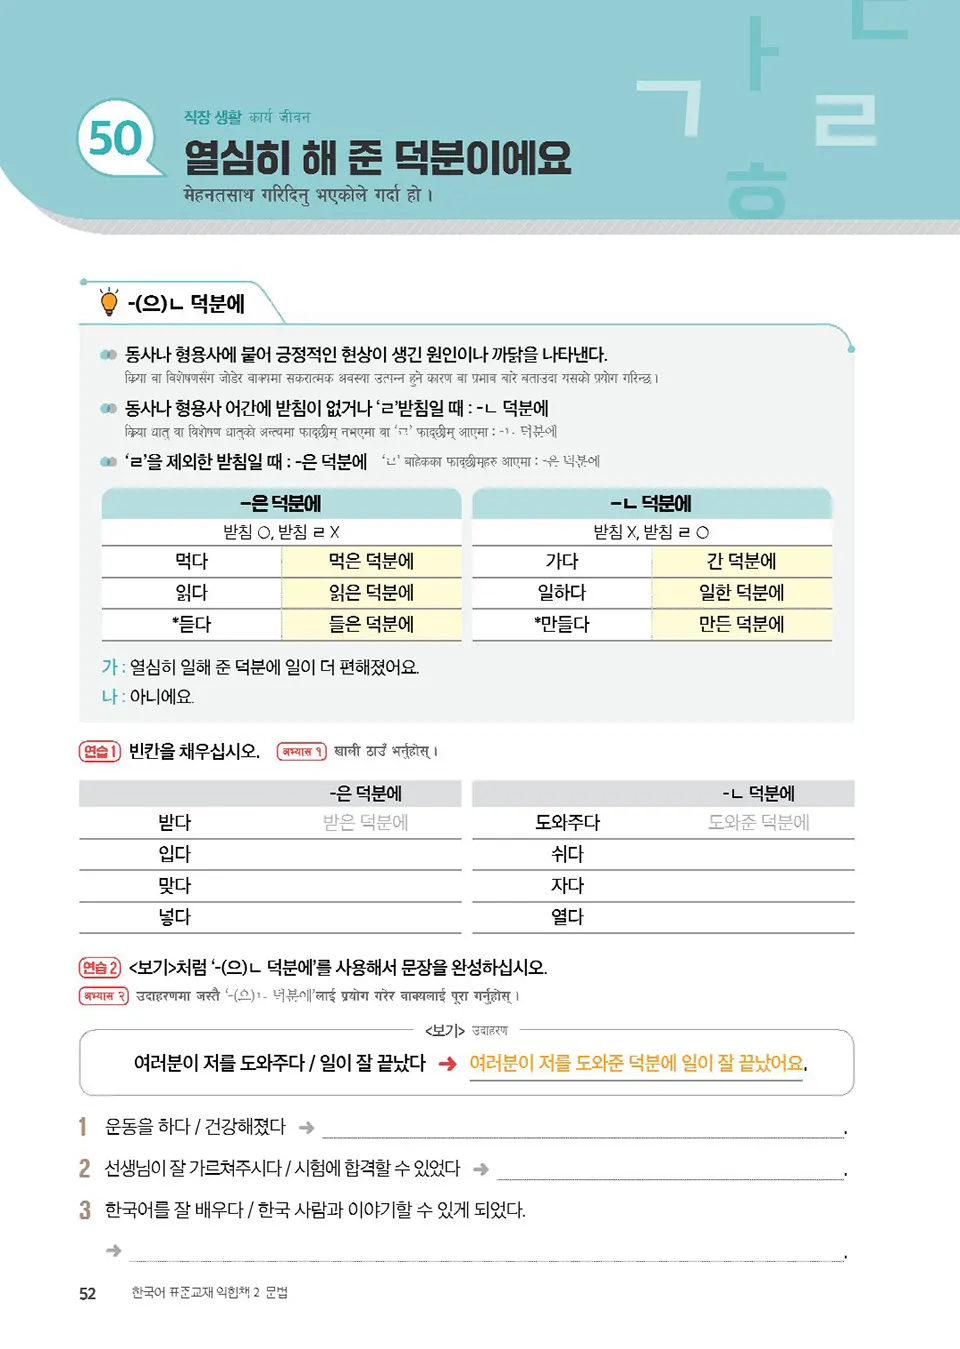 50
직장 생활 कार्य जीवन
열심히 해 준 덕분이에요
मेहनतसाथ गरिदिनु भएकोले गर्दा हो ।
ㄱ ㅏ ㄷ ㄹ ㅎ
-(으)ㄴ 덕분에
동사나 형용사에 붙어 긍정적인 현상이 생긴 원인이나 까닭을 나타낸다.
क्रिया वा विशेषणसँग जोडेर वाक्यमा सकरात्मक अवस्था उत्पन्न हुने कारण वा प्रभाव बारे बताउदा यसको प्रयोग गरिन्छ ।
동사나 형용사 어간에 받침이 없거나 ‘ㄹ’받침일 때 : -ㄴ 덕분에
क्रिया धातु वा विशेषण धातुको अन्त्यमा फाद्छीम् नभएमा वा ‘ㄹ’ फाद्छीम् आएमा : -ㄴ 덕분에
‘ㄹ’을 제외한 받침일 때 : -은 덕분에 ‘ㄹ’ बाहेकका फाद्छीमहरु आएमा : -은 덕분에
-은 덕분에 -ㄴ 덕분에
받침 O, 받침 ㄹ X 받침 X, 받침 ㄹ O
먹다 먹은 덕분에 가다 간 덕분에
읽다 읽은 덕분에 일하다 일한 덕분에
*듣다 들은 덕분에 *만들다 만든 덕분에
가 : 열심히 일해 준 덕분에 일이 더 편해졌어요.
나 : 아니에요.
연습 1 빈칸을 채우십시오. अभ्यास १ खाली ठाउँ भर्नुहोस् ।
-은 덕분에 -ㄴ 덕분에
받다 받은 덕분에 도와주다 도와준 덕분에
입다 쉬다
맞다 자다
넣다 열다
연습 2 <보기>처럼 ‘-(으)ㄴ 덕분에’를 사용해서 문장을 완성하십시오.
अभ्यास २ उदाहरणमा जस्तै ‘-(으)ㄴ 덕분에’लाई प्रयोग गरेर वाक्यलाई पूरा गर्नुहोस् ।
<보기> उदाहरण
여러분이 저를 도와주다 / 일이 잘 끝났다 ➜ 여러분이 저를 도와준 덕분에 일이 잘 끝났어요.
1 운동을 하다 / 건강해졌다 ➜ .
2 선생님이 잘 가르쳐주시다 / 시험에 합격할 수 있었다 ➜ .
3 한국어를 잘 배우다 / 한국 사람과 이야기할 수 있게 되었다.
➜ .
52 한국어 표준교재 익힘책 2 문법